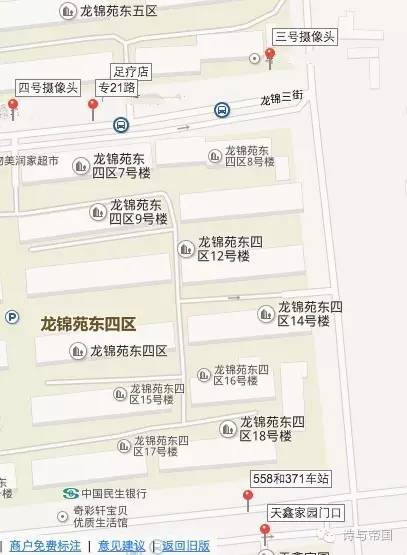 龙锦苑东五区
三号摄像头
足疗店
四号摄像头
专21路
龙锦三街
物美润家超市
龙锦苑东
四区7号楼
龙锦苑东
四区8号楼
龙锦苑东
四区9号楼
龙锦苑东四
区12号楼
龙锦苑东四
区14号楼
龙锦苑东四区
龙锦苑东四区
龙锦苑东四
区16号楼
龙锦苑东四
区15号楼
龙锦苑东四
区18号楼
龙锦苑东四
区17号楼
558和371车站
中国民生银行
奇彩轩宝贝
优质生活馆
天鑫家园门口
天鑫家园
诗与帝国
商户免费标注 | 意见建议 | 返回旧版